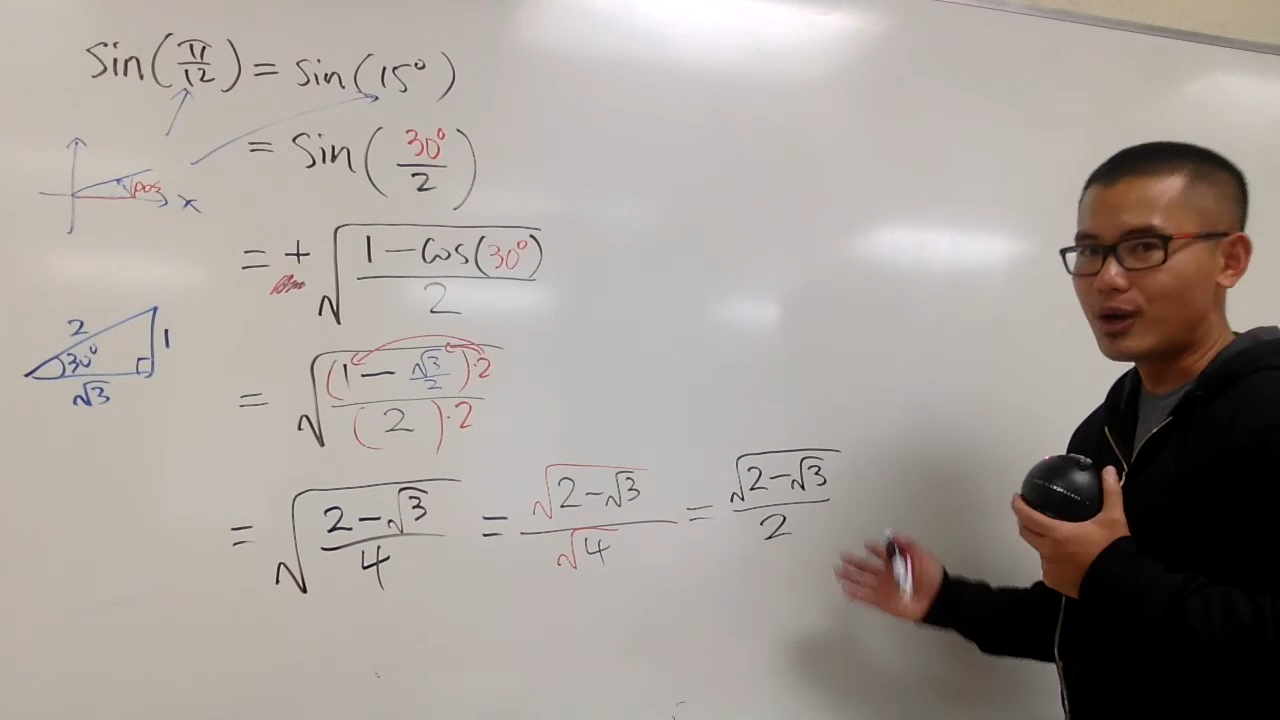 sin(π/12) = sin(15°)
= sin(30°/2)
pos
x
= + √((1 - cos(30°))/2)
2
1
30°
√3
= √(((1 - √3/2)·2)/((2)·2))
= √((2-√3)/4) = √(2-√3)/√4 = √(2-√3)/2